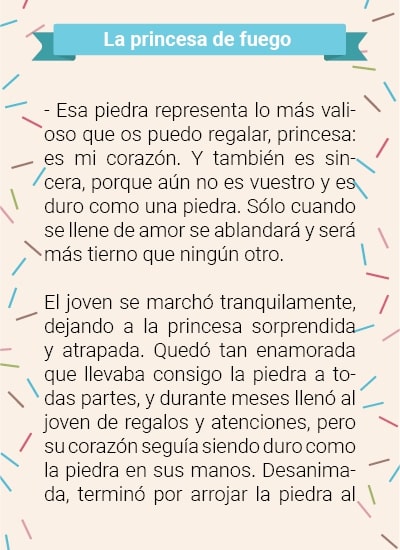 La princesa de fuego
- Esa piedra representa lo más vali-
oso que os puedo regalar, princesa:
es mi corazón. Y también es sin-
cera, porque aún no es vuestro y es
duro como una piedra. Sólo cuando
se llene de amor se ablandará y será
más tierno que ningún otro.
El joven se marchó tranquilamente,
dejando a la princesa sorprendida
y atrapada. Quedó tan enamorada
que llevaba consigo la piedra a to-
das partes, y durante meses llenó al
joven de regalos y atenciones, pero
su corazón seguía siendo duro como
la piedra en sus manos. Desanima-
da, terminó por arrojar la piedra al